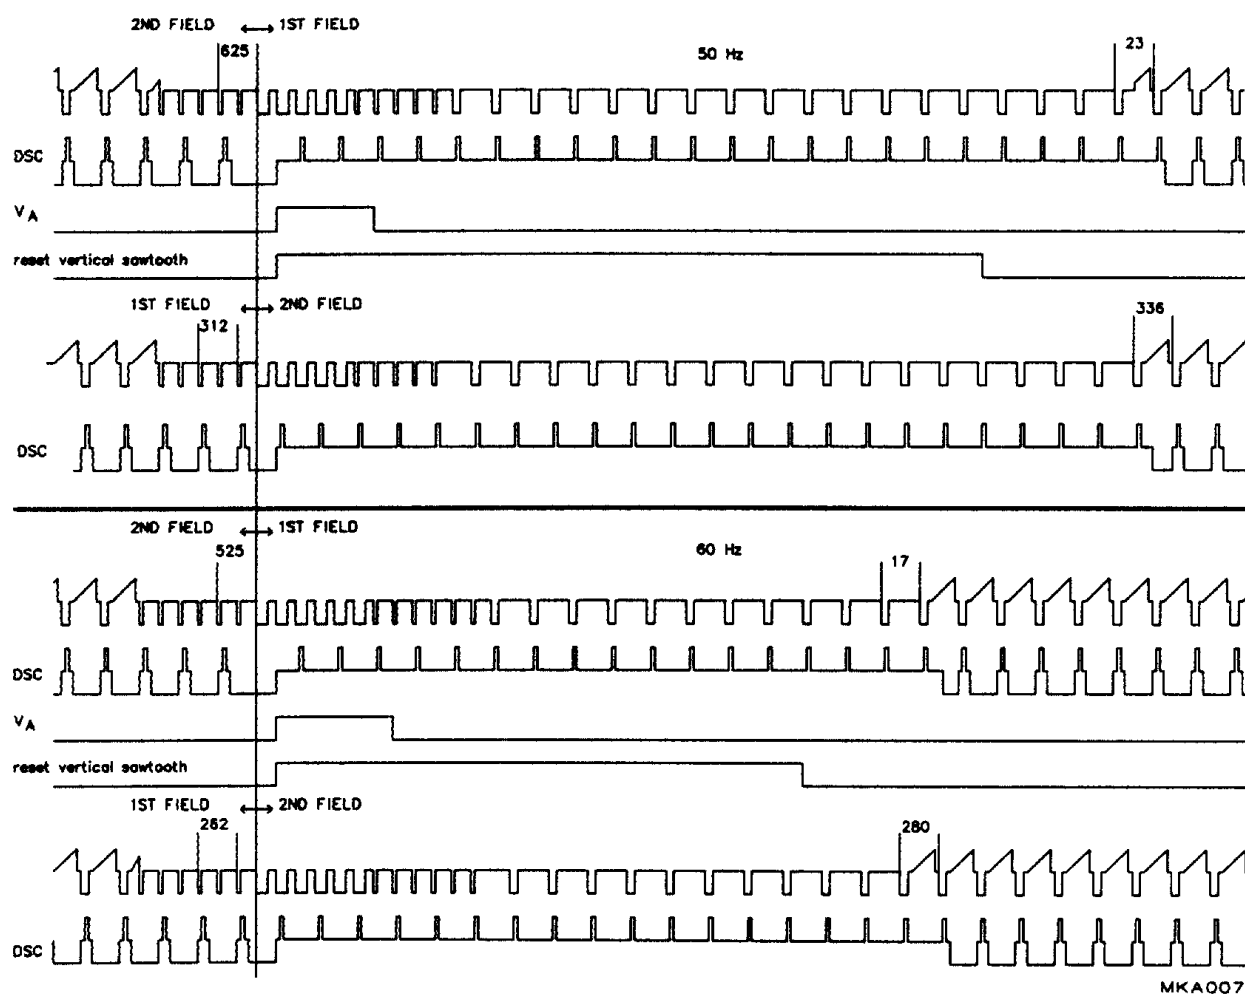 2ND FIELD 1ST FIELD
625 50 Hz 23
DSC
VA
reset vertical sawtooth
1ST FIELD 2ND FIELD
312 336
DSC
2ND FIELD 1ST FIELD
525 60 Hz 17
DSC
VA
reset vertical sawtooth
1ST FIELD 2ND FIELD
262 280
DSC
MKA007